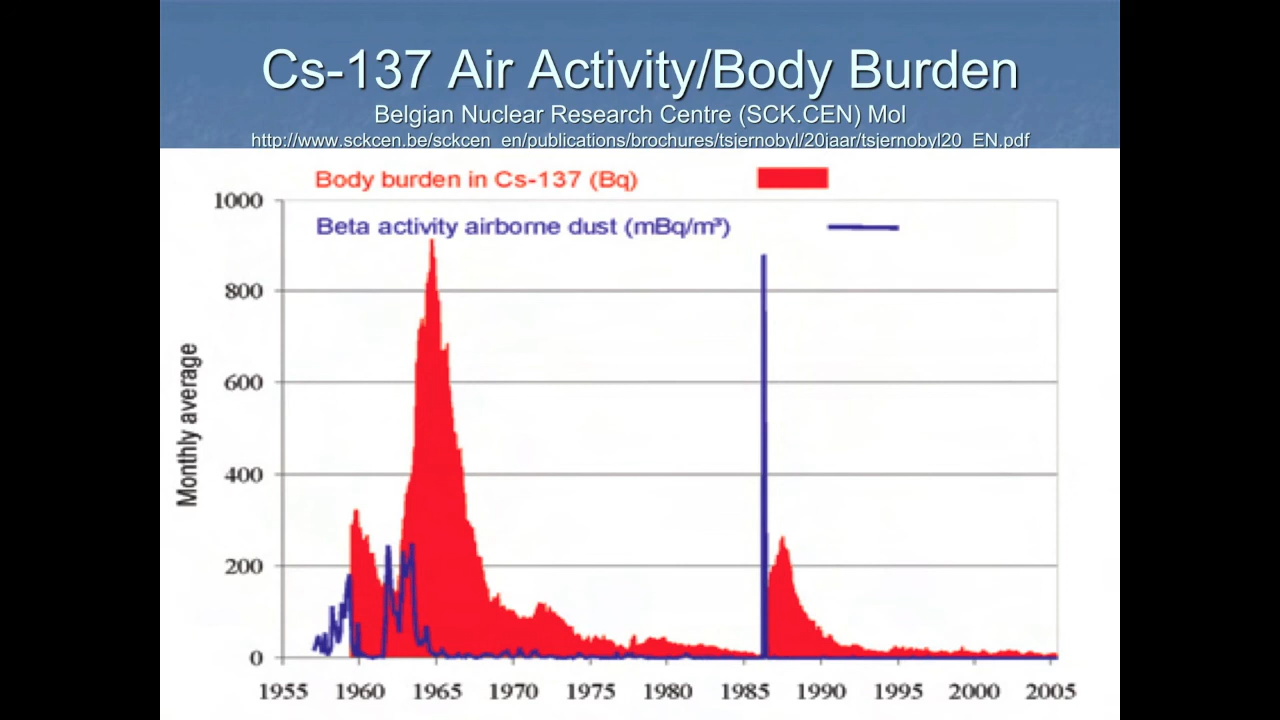 Cs-137 Air Activity/Body Burden
Belgian Nuclear Research Centre (SCK.CEN) Mol
http://www.sckcen.be/sckcen_en/publications/brochures/tsjernobyl/20jaar/tsjernobyl20_EN.pdf
Body burden in Cs-137 (Bq)
Beta activity airborne dust (mBq/m³)
Monthly average
1000
800
600
400
200
0
1955 1960 1965 1970 1975 1980 1985 1990 1995 2000 2005